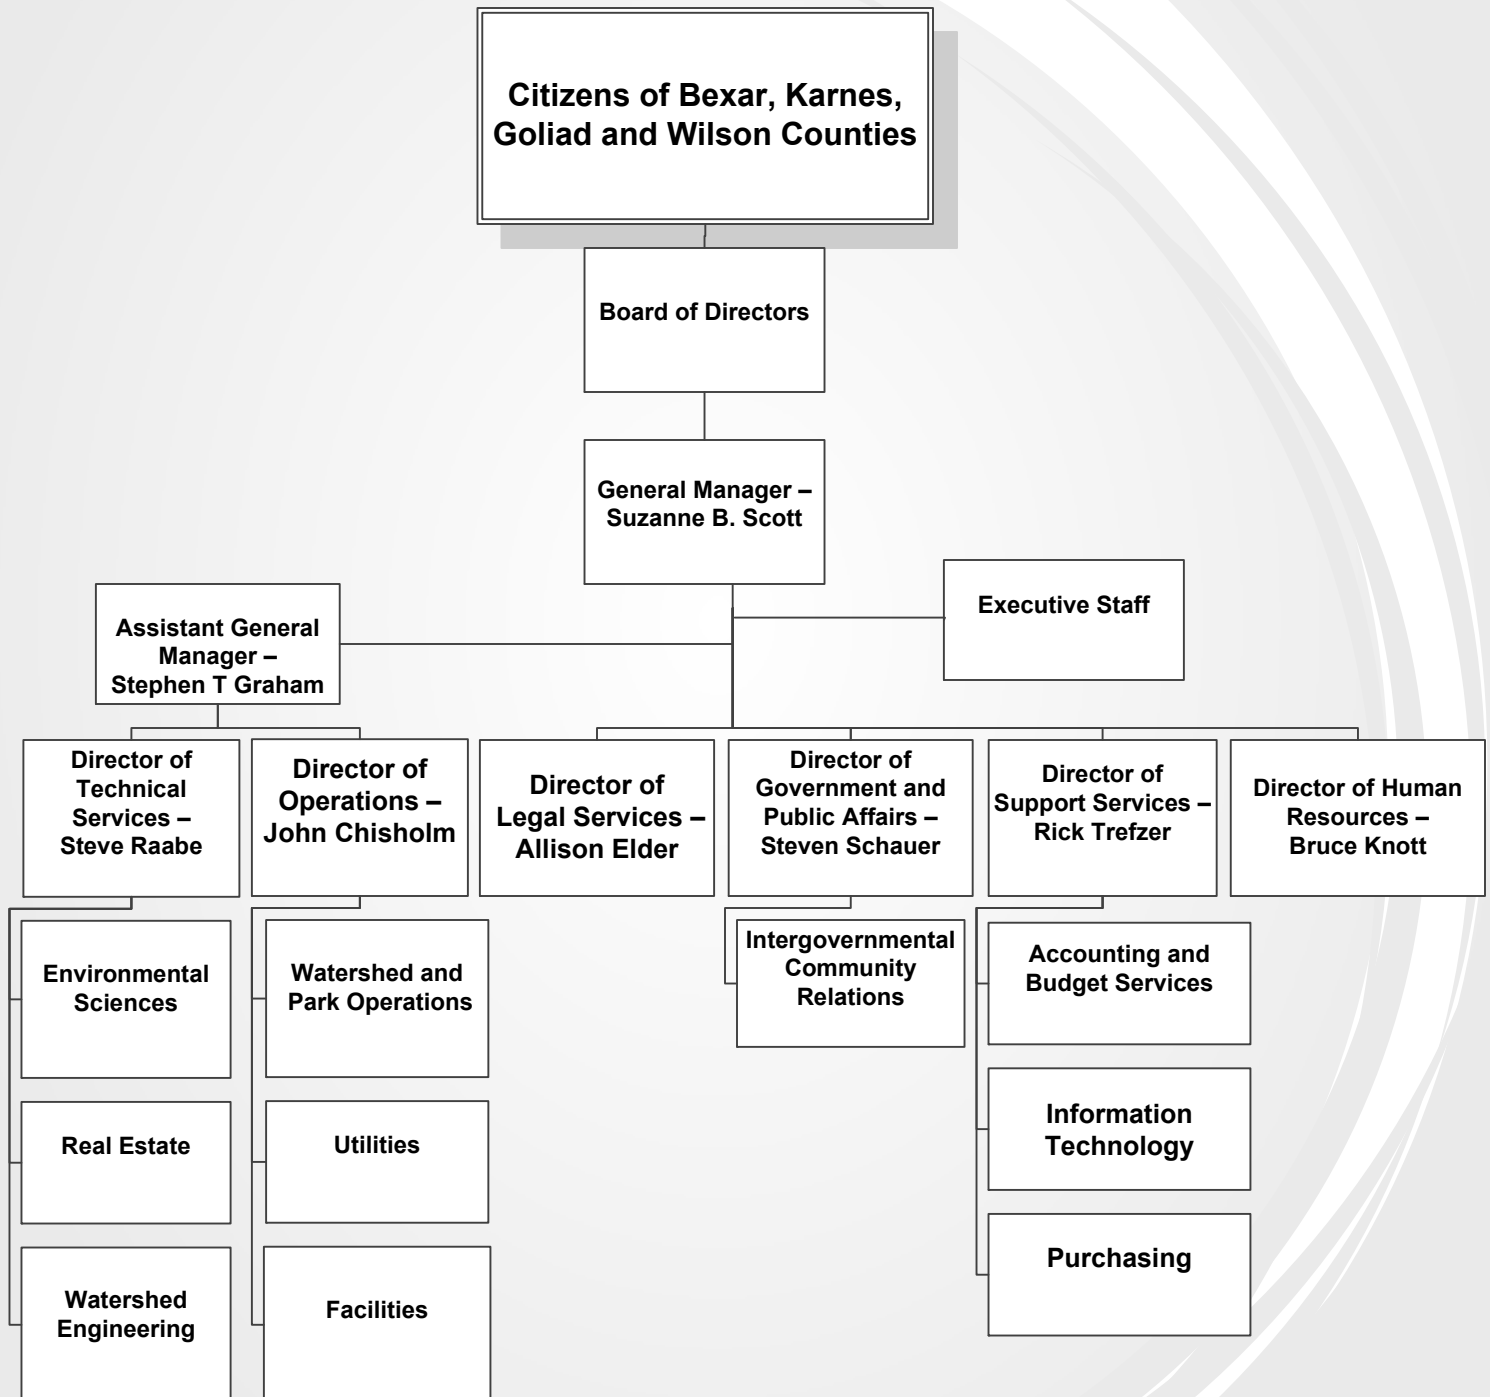 Citizens of Bexar, Karnes,
Goliad and Wilson Counties
Board of Directors
General Manager –
Suzanne B. Scott
Executive Staff
Assistant General
Manager –
Stephen T Graham
Director of
Technical
Services –
Steve Raabe
Director of
Operations –
John Chisholm
Director of
Legal Services –
Allison Elder
Director of
Government and
Public Affairs –
Steven Schauer
Director of
Support Services –
Rick Trefzer
Director of Human
Resources –
Bruce Knott
Environmental
Sciences
Watershed and
Park Operations
Intergovernmental
Community
Relations
Accounting and
Budget Services
Real Estate
Utilities
Information
Technology
Watershed
Engineering
Facilities
Purchasing